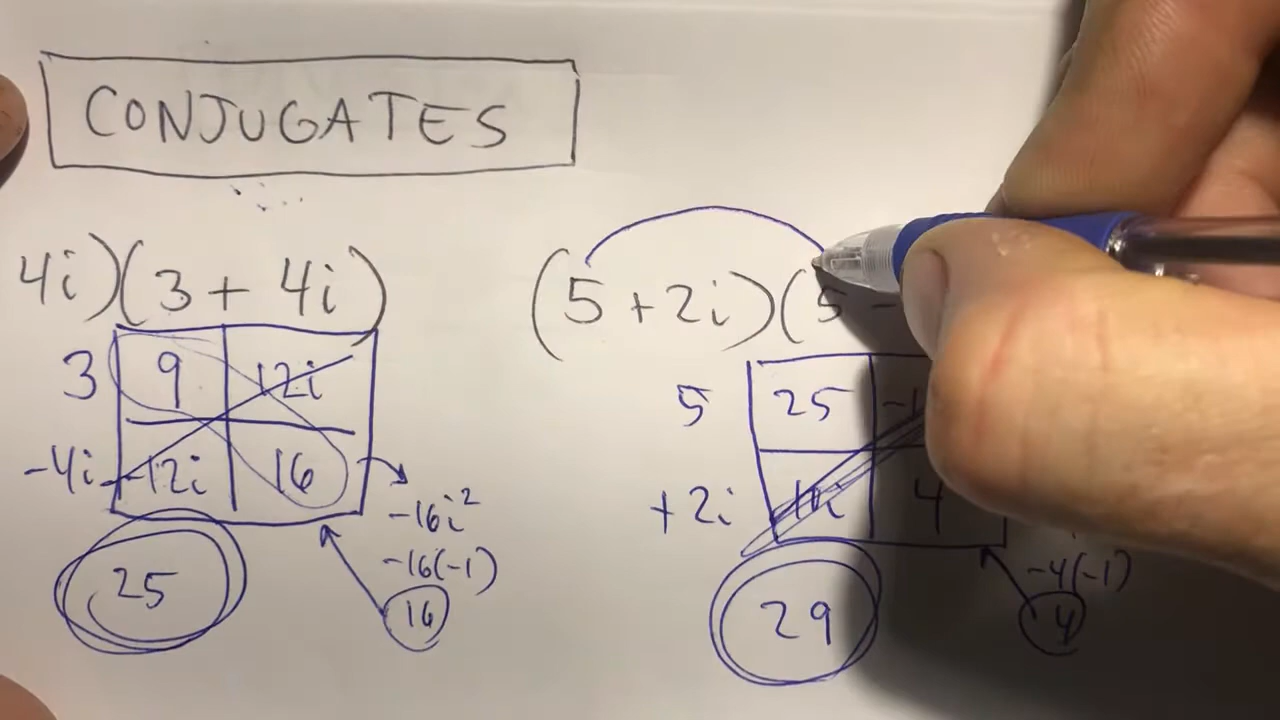 CONJUGATES
4i)(3 + 4i)
3 9 12i
-4i -12i 16
-16i²
-16(-1)
16
25
(5 + 2i)(5 -
5 25
+2i 10i 4
-4(-1)
4
29